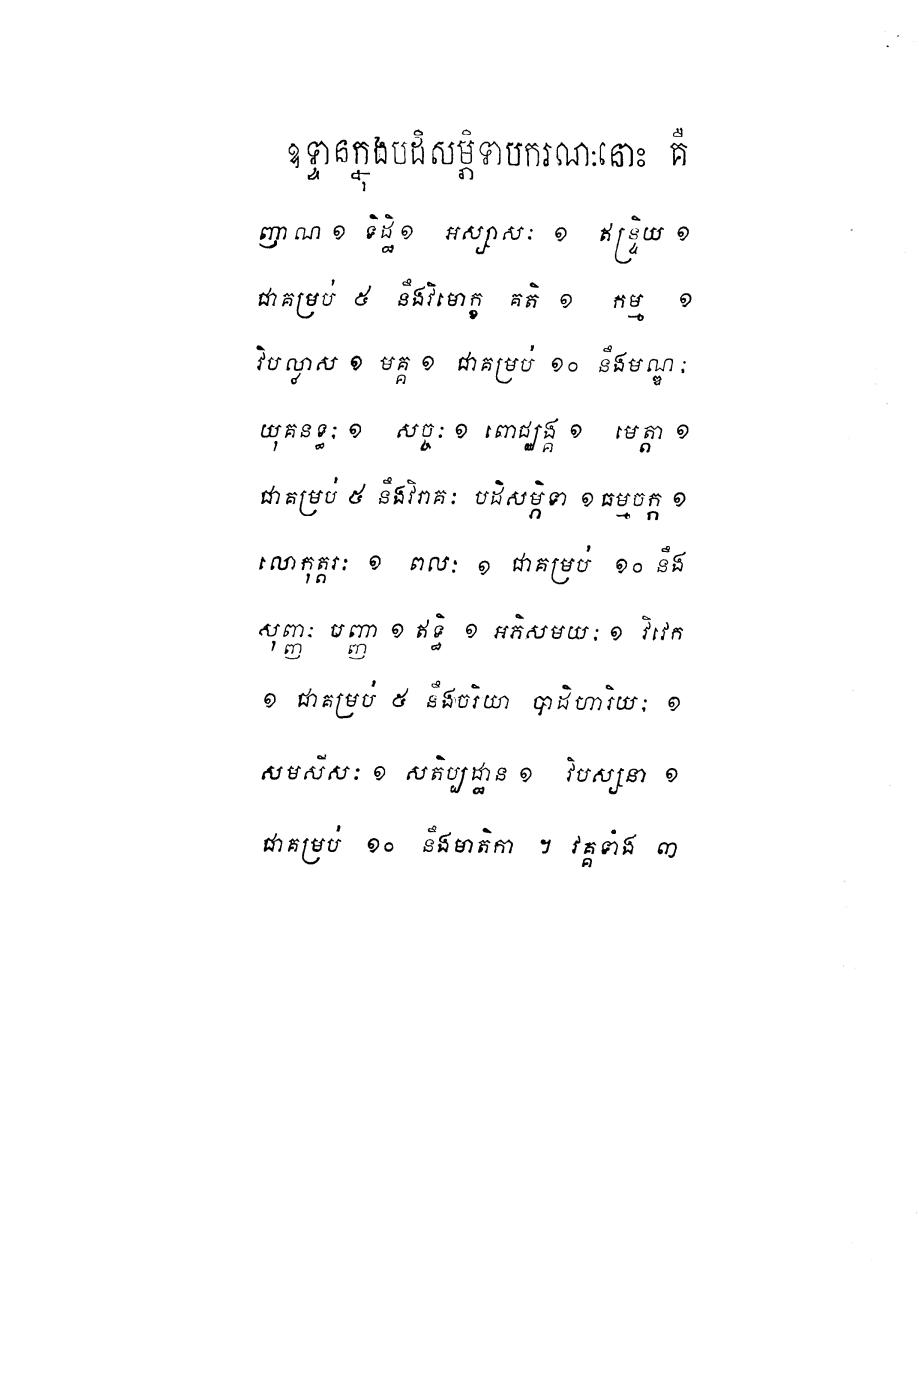 ឧទ្ទានក្នុងបដិសម្ភិទាបករណៈនោះ គឺ
ញាណ ១ ទិដ្ឋិ ១ អស្សាសៈ ១ ឥន្ទ្រិយ ១
ជាគម្រប់ ៥ នឹងវិមោក្ខ គតិ ១ កម្ម ១
វិបល្លាស ១ មគ្គ ១ ជាគម្រប់ ១០ នឹងមណ្ឌៈ
យុគនទ្ធៈ ១ សច្ចៈ ១ ពោជ្ឈង្គ ១ មេត្តា ១
ជាគម្រប់ ៥ នឹងវិរាគៈ បដិសម្ភិទា ១ ធម្មចក្ក ១
លោកុត្តរៈ ១ ពលៈ ១ ជាគម្រប់ ១០ នឹង
សុញ្ញៈ បញ្ញា ១ ឥទ្ធិ ១ អភិសមយៈ ១ វិវេក
១ ជាគម្រប់ ៥ នឹងចរិយា បាដិហារិយៈ ១
សមសីសៈ ១ សតិប្បដ្ឋាន ១ វិបស្សនា ១
ជាគម្រប់ ១០ នឹងមាតិកា ។ វគ្គទាំង ៣